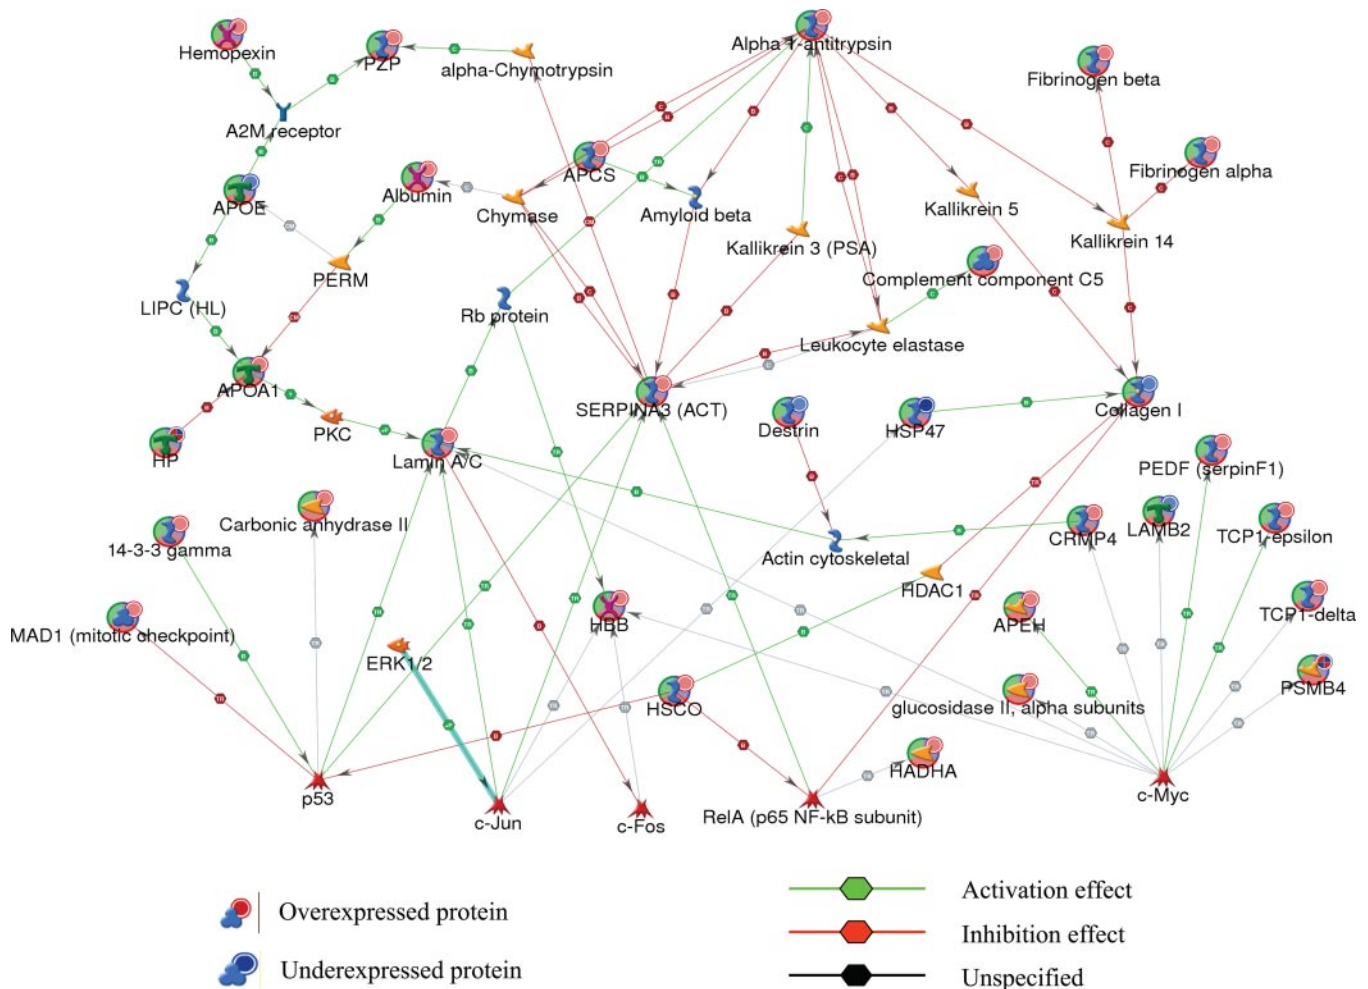 Hemopexin
PZP
alpha-Chymotrypsin
Alpha 1-antitrypsin
Fibrinogen beta
A2M receptor
Fibrinogen alpha
APOE
Albumin
Chymase
APCS
Amyloid beta
Kallikrein 3 (PSA)
Kallikrein 5
Kallikrein 14
PERM
Complement component C5
LIPC (HL)
Rb protein
Leukocyte elastase
APOA1
PKC
SERPINA3 (ACT)
Destrin
HSP47
Collagen I
HP
Lamin A/C
PEDF (serpinF1)
Carbonic anhydrase II
14-3-3 gamma
Actin cytoskeletal
CRMP4
LAMB2
TCP1-epsilon
HDAC1
MAD1 (mitotic checkpoint)
HBB
APEH
TCP1-delta
ERK1/2
HSCO
glucosidase II, alpha subunits
PSMB4
HADHA
p53
c-Jun
c-Fos
RelA (p65 NF-kB subunit)
c-Myc
Overexpressed protein
Underexpressed protein
Activation effect
Inhibition effect
Unspecified